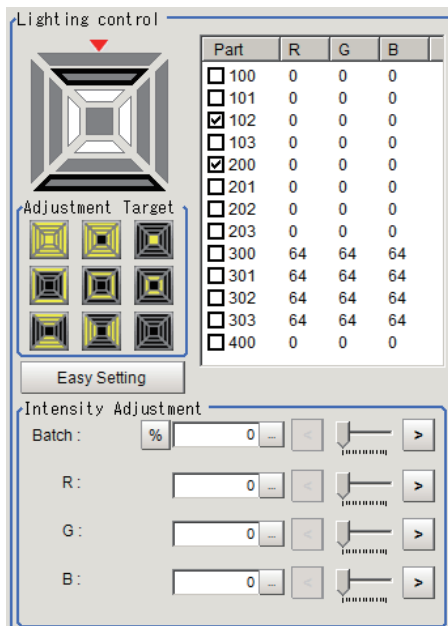 Lighting control
Part R G B
100 0 0 0
101 0 0 0
102 0 0 0
103 0 0 0
200 0 0 0
201 0 0 0
202 0 0 0
203 0 0 0
300 64 64 64
301 64 64 64
302 64 64 64
303 64 64 64
400 0 0 0
Adjustment Target
Easy Setting
Intensity Adjustment
Batch : % 0 ... < >
R : 0 ... < >
G : 0 ... < >
B : 0 ... < >